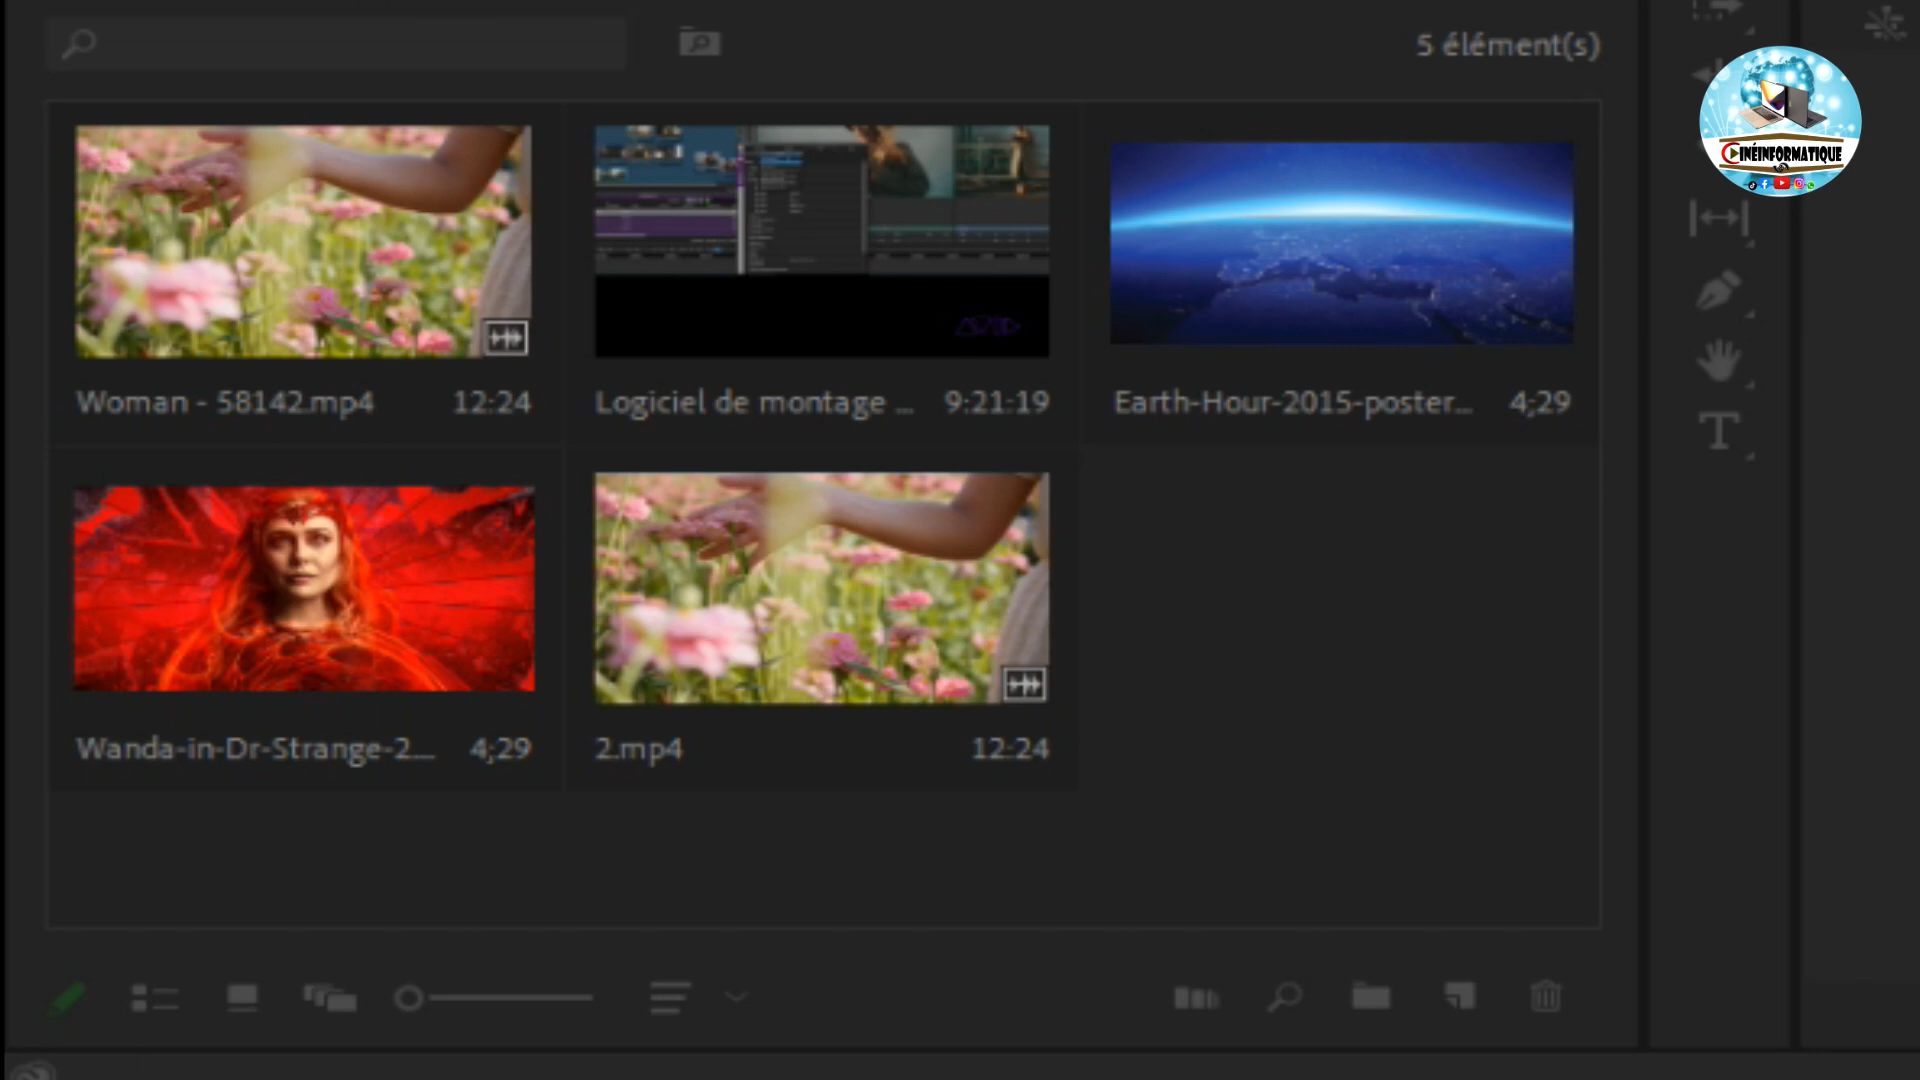 5 élément(s)
CINÉINFORMATIQUE
Woman - 58142.mp4 12:24
Logiciel de montage ... 9:21:19
Earth-Hour-2015-poster... 4;29
Wanda-in-Dr-Strange-2... 4;29
2.mp4 12:24